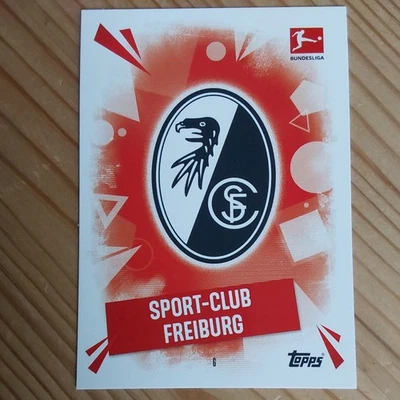 BUNDESLIGA
SCF
SPORT-CLUB
FREIBURG
6
Topps